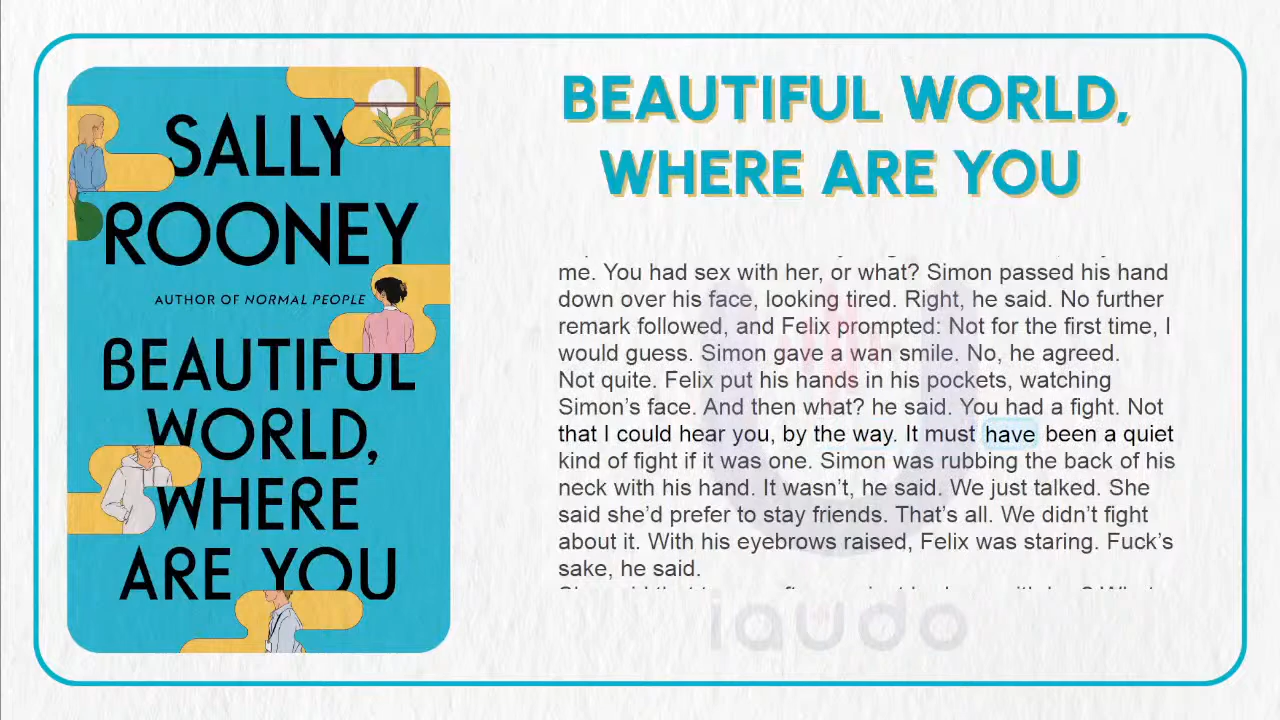 SALLY
ROONEY
AUTHOR OF NORMAL PEOPLE
BEAUTIFUL
WORLD,
WHERE
ARE YOU
BEAUTIFUL WORLD,
WHERE ARE YOU
me. You had sex with her, or what? Simon passed his hand
down over his face, looking tired. Right, he said. No further
remark followed, and Felix prompted: Not for the first time, I
would guess. Simon gave a wan smile. No, he agreed.
Not quite. Felix put his hands in his pockets, watching
Simon’s face. And then what? he said. You had a fight. Not
that I could hear you, by the way. It must have been a quiet
kind of fight if it was one. Simon was rubbing the back of his
neck with his hand. It wasn’t, he said. We just talked. She
said she’d prefer to stay friends. That’s all. We didn’t fight
about it. With his eyebrows raised, Felix was staring. Fuck’s
sake, he said.
iaudo